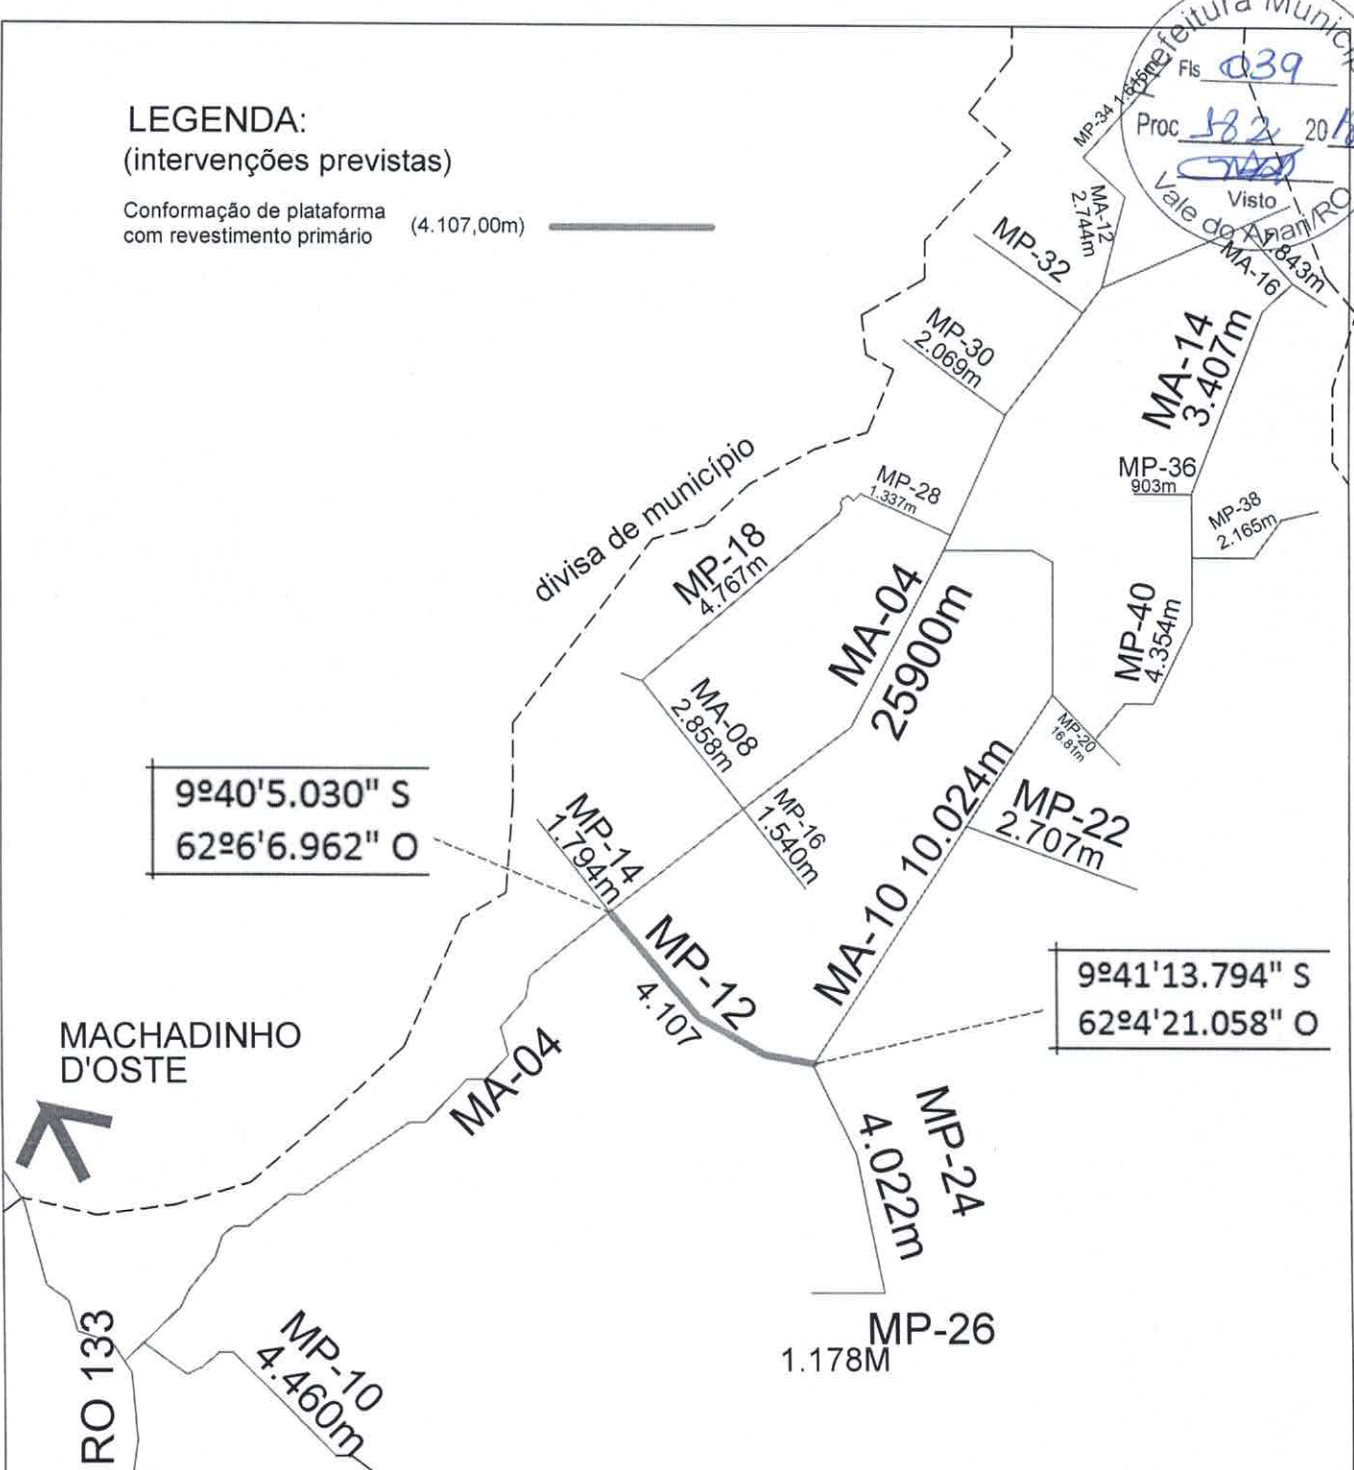 LEGENDA:
(intervenções previstas)
Conformação de plataforma
com revestimento primário
(4.107,00m)
Prefeitura Municip
Fls 039
Proc 182 20
Visto
Vale do Anari/RO
MP-34 1.615m
MA-12
2.744m
MP-32
MA-16
1.843m
MP-30
2.069m
MA-14
3.407m
divisa de município
MP-28
1.337m
MP-36
903m
MP-38
2.165m
MP-18
4.767m
MA-04
25900m
MP-40
4.354m
MA-08
2.858m
MP-20
16.81m
9º40'5.030" S
62º6'6.962" O
MP-14
1.794m
MP-16
1.540m
MA-10 10.024m
MP-22
2.707m
MP-12
4.107
9º41'13.794" S
62º4'21.058" O
MACHADINHO
D'OSTE
MA-04
MP-24
4.022m
MP-26
1.178M
RO 133
MP-10
4.460m